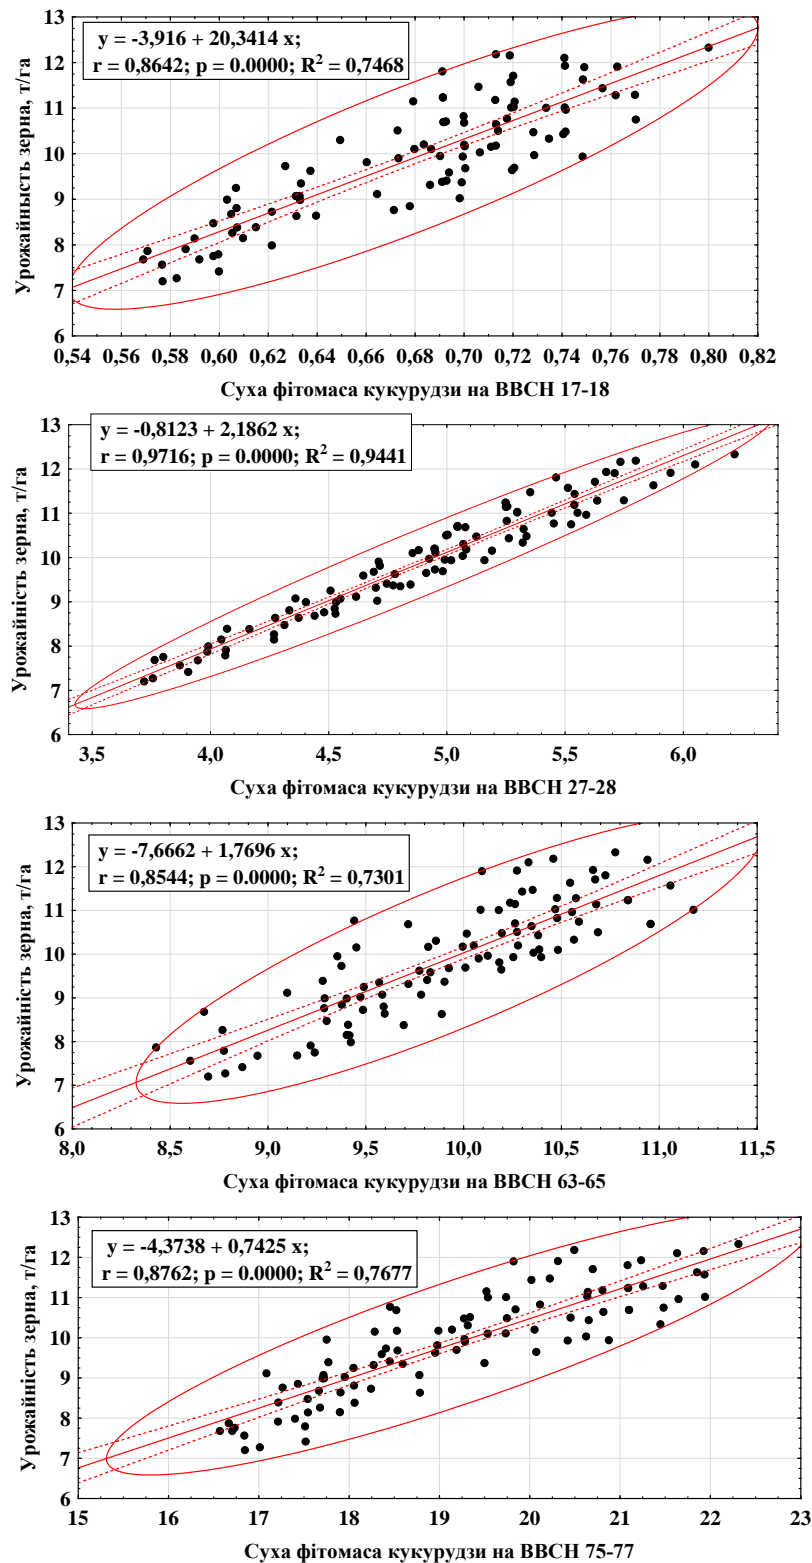 y = -3,916 + 20,3414 x;
r = 0,8642; p = 0.0000; R² = 0,7468
Урожайныість зерна, т/га
13
12
11
10
9
8
7
6
0,54 0,56 0,58 0,60 0,62 0,64 0,66 0,68 0,70 0,72 0,74 0,76 0,78 0,80 0,82
Суха фітомаса кукурудзи на ВВСН 17-18
y = -0,8123 + 2,1862 x;
r = 0,9716; p = 0.0000; R² = 0,9441
Урожайність зерна, т/га
13
12
11
10
9
8
7
6
3,5 4,0 4,5 5,0 5,5 6,0
Суха фітомаса кукурудзи на ВВСН 27-28
y = -7,6662 + 1,7696 x;
r = 0,8544; p = 0.0000; R² = 0,7301
Урожайність зерна, т/га
13
12
11
10
9
8
7
6
8,0 8,5 9,0 9,5 10,0 10,5 11,0 11,5
Суха фітомаса кукурудзи на ВВСН 63-65
y = -4,3738 + 0,7425 x;
r = 0,8762; p = 0.0000; R² = 0,7677
Урожайність зерна, т/га
13
12
11
10
9
8
7
6
15 16 17 18 19 20 21 22 23
Суха фітомаса кукурудзи на ВВСН 75-77